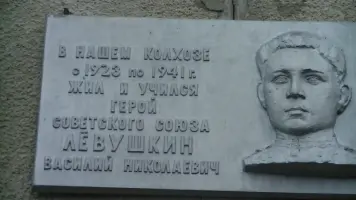 В НАШЕМ КОЛХОЗЕ
с 1923 по 1941 г.
ЖИЛ И УЧИЛСЯ
ГЕРОЙ
СОВЕТСКОГО СОЮЗА
ЛЕВУШКИН
ВАСИЛИЙ НИКОЛАЕВИЧ